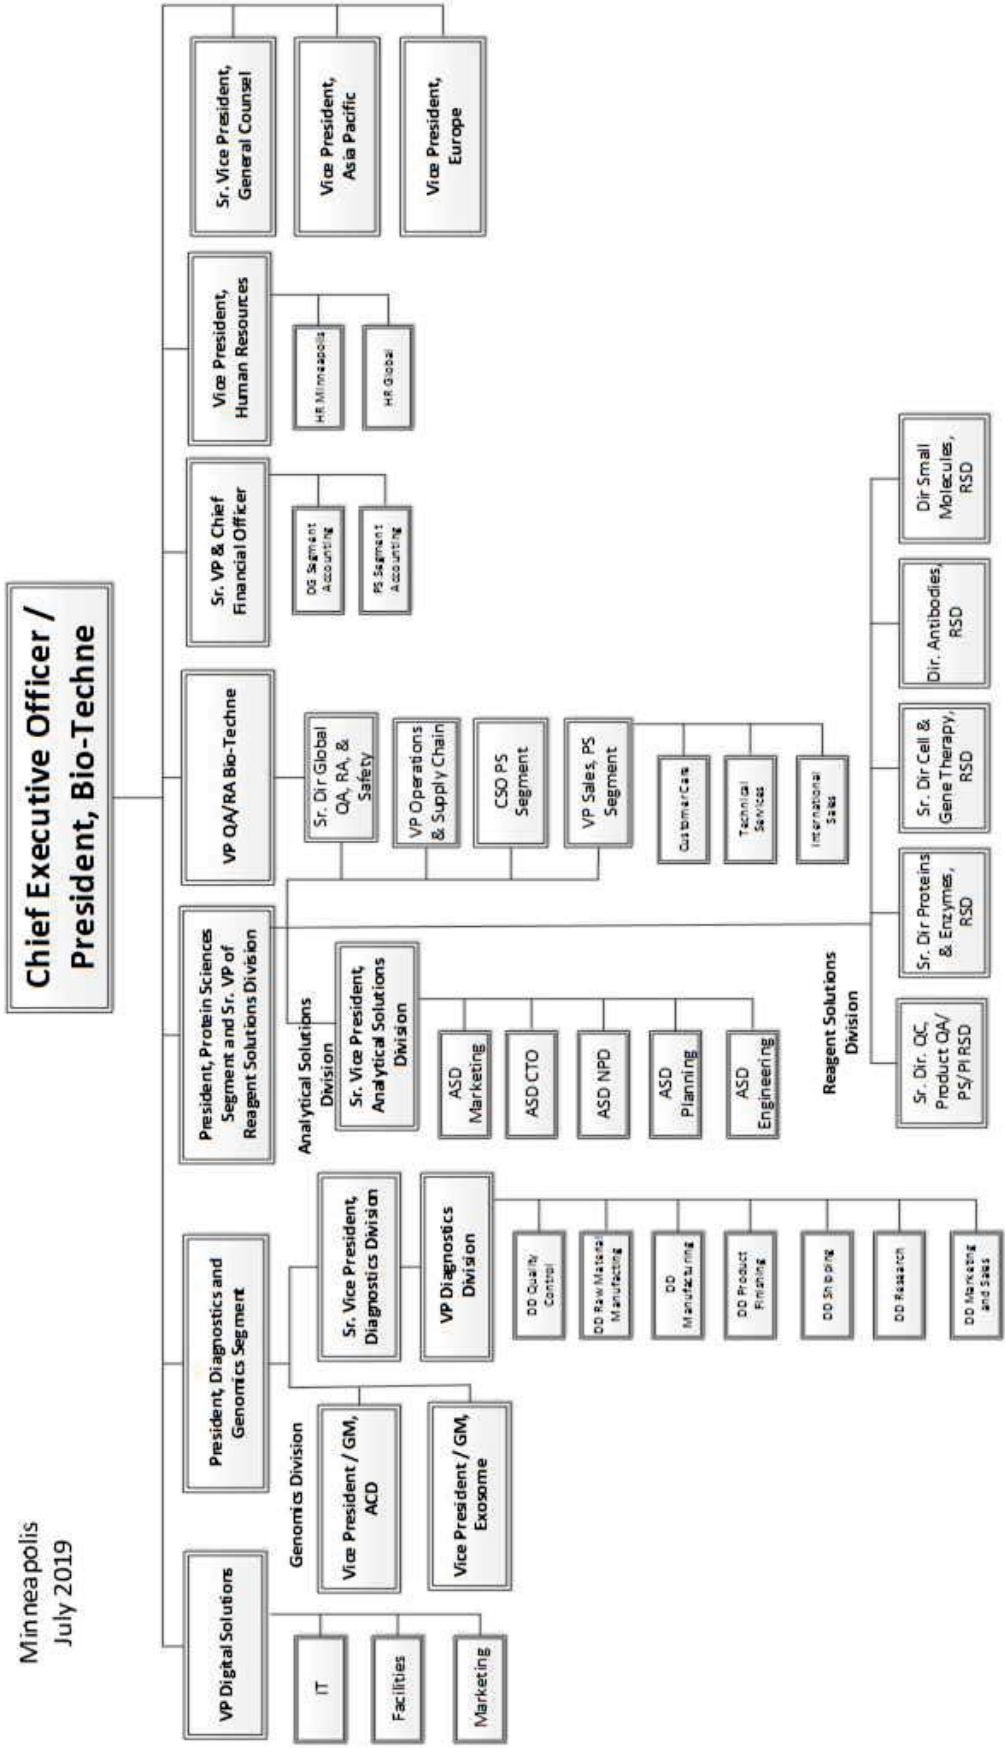 Minneapolis
July 2019
Chief Executive Officer /
President, Bio-Techne
VP Digital Solutions
IT
Facilities
Marketing
President, Diagnostics and
Genomics Segment
Genomics Division
Vice President / GM,
ACD
Vice President / GM,
Exosome
Sr. Vice President,
Diagnostics Division
VP Diagnostics
Division
DD Quality
Control
DD Raw Material
Manufacting
DD
Manufacturing
DD Product
Finishing
DD Shipping
DD Research
DD Marketing
and Sales
President, Protein Sciences
Segment and Sr. VP of
Reagent Solutions Division
Analytical Solutions
Division
Sr. Vice President,
Analytical Solutions
Division
ASD
Marketing
ASD CTO
ASD NPD
ASD
Planning
ASD
Engineering
VP QA/RA Bio-Techne
Sr. Dir Global
QA, RA, &
Safety
VP Operations
& Supply Chain
CSO PS
Segment
VP Sales, PS
Segment
Customer Care
Technical
Services
International
Sales
Reagent Solutions
Division
Sr. Dir. QC,
Product QA/
PS/PI RSD
Sr. Dir Proteins
& Enzymes,
RSD
Sr. Dir Cell &
Gene Therapy,
RSD
Dir. Antibodies,
RSD
Dir Small
Molecules,
RSD
Sr. VP & Chief
Financial Officer
DG Segment
Accounting
PS Segment
Accounting
Vice President,
Human Resources
HR Minneapolis
HR Global
Sr. Vice President,
General Counsel
Vice President,
Asia Pacific
Vice President,
Europe